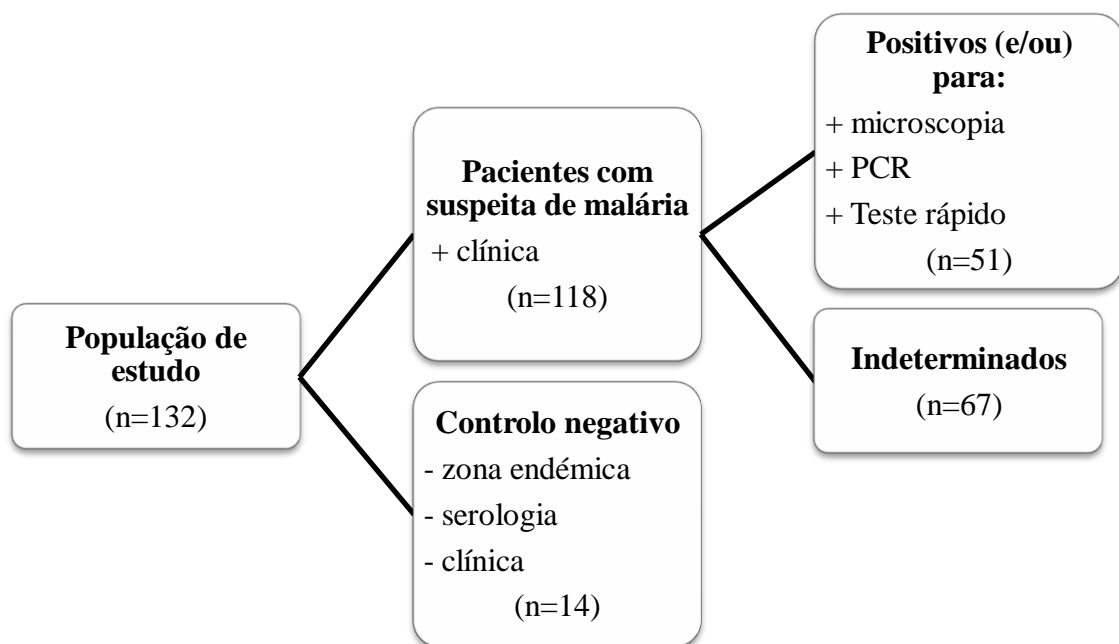 População de
estudo
(n=132)
Pacientes com
suspeita de malária
+ clínica
(n=118)
Controlo negativo
- zona endémica
- serologia
- clínica
(n=14)
Positivos (e/ou)
para:
+ microscopia
+ PCR
+ Teste rápido
(n=51)
Indeterminados
(n=67)